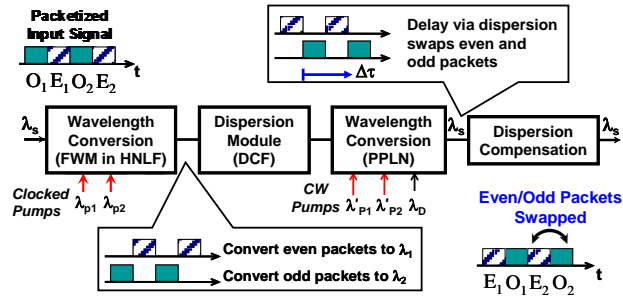 Packetized
Input Signal
t
O1 E1 O2 E2
Delay via dispersion
swaps even and
odd packets
Δτ
λs
Wavelength
Conversion
(FWM in HNLF)
Dispersion
Module
(DCF)
Wavelength
Conversion
(PPLN)
λs
Dispersion
Compensation
λs
Clocked
Pumps
λp1
λp2
CW
Pumps
λ'P1
λ'P2
λD
Convert even packets to λ1
Convert odd packets to λ2
Even/Odd Packets
Swapped
t
E1 O1 E2 O2